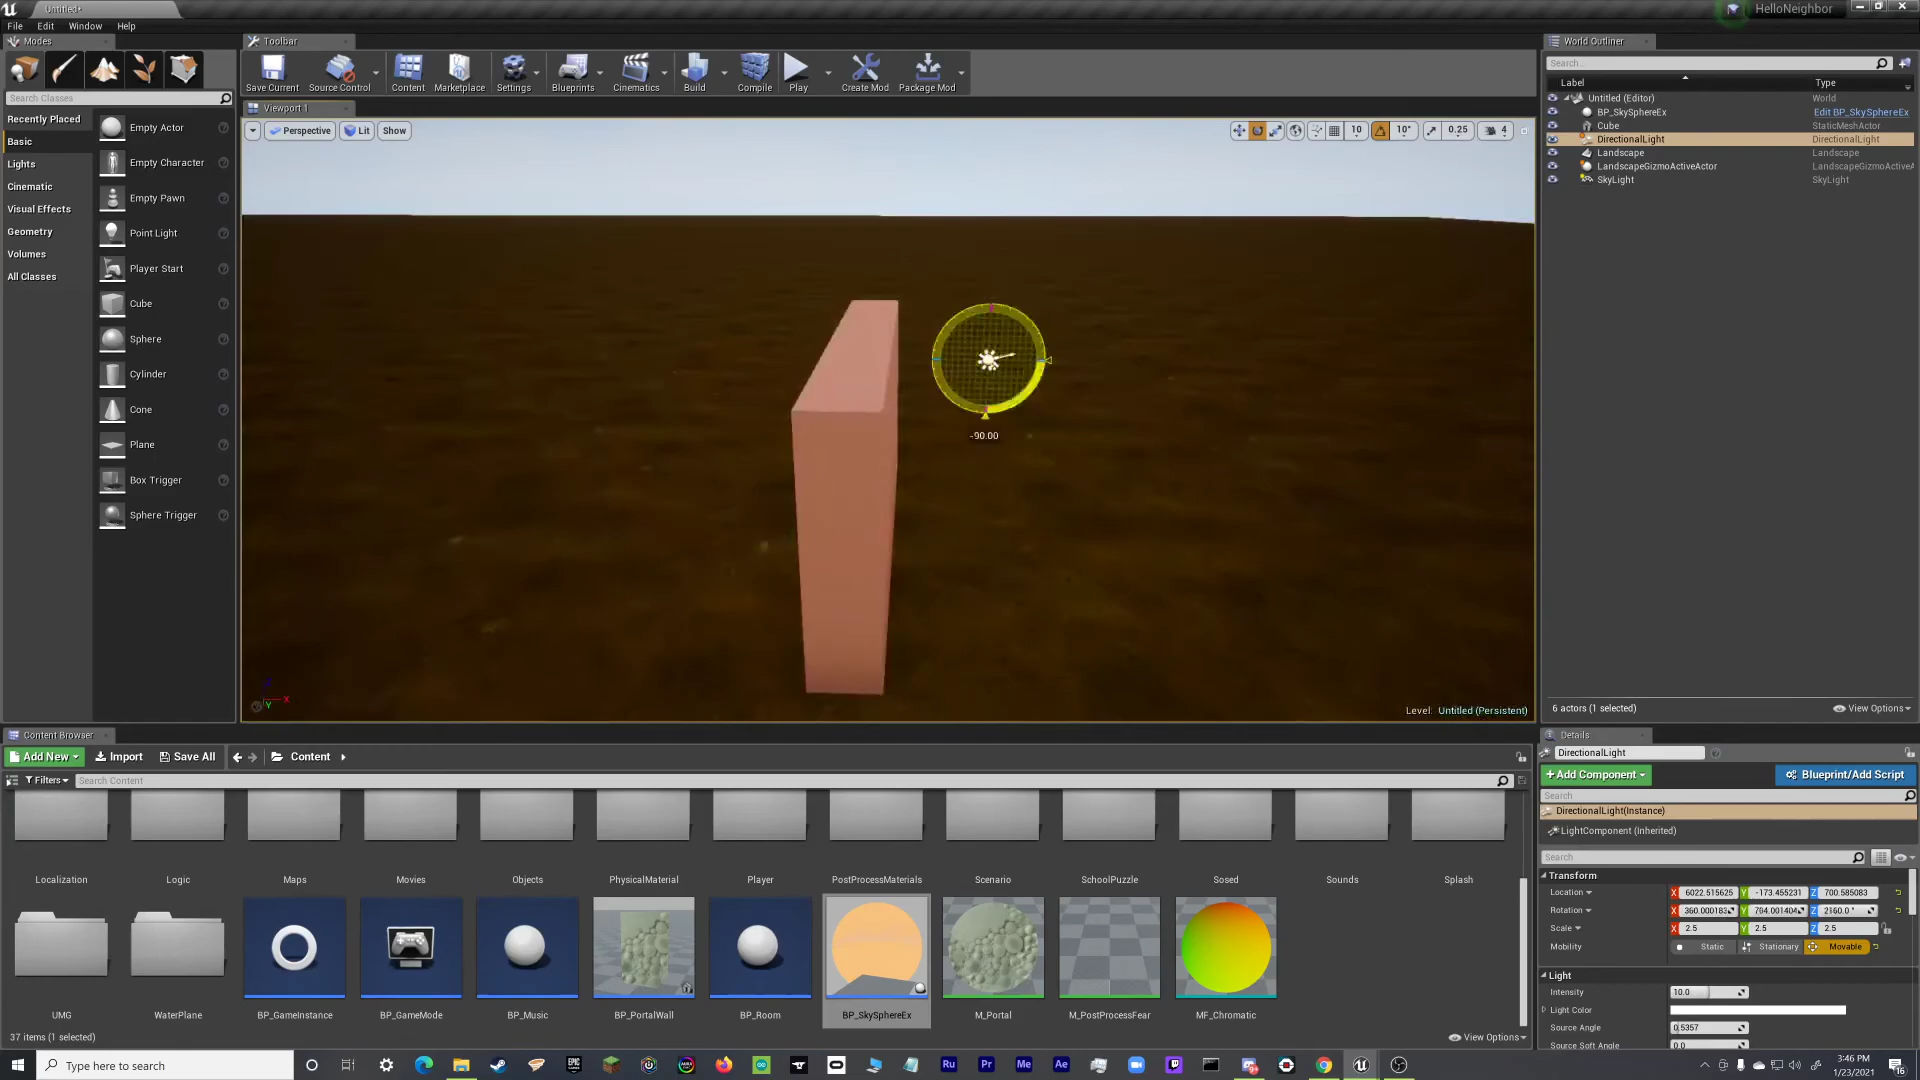 Untitled*
HelloNeighbor
File Edit Window Help
Modes
Toolbar
World Outliner
Save Current Source Control Content Marketplace Settings Blueprints Cinematics Build Compile Play Create Mod Package Mod
Search Classes
Recently Placed
Basic
Lights
Cinematic
Visual Effects
Geometry
Volumes
All Classes
Empty Actor
Empty Character
Empty Pawn
Point Light
Player Start
Cube
Sphere
Cylinder
Cone
Plane
Box Trigger
Sphere Trigger
Viewport 1
Perspective Lit Show
10 10° 0.25 4
-90.00
Level: Untitled (Persistent)
Search...
Label Type
Untitled (Editor) World
BP_SkySphereEx Edit BP_SkySphereEx
Cube StaticMeshActor
DirectionalLight DirectionalLight
Landscape Landscape
LandscapeGizmoActiveActor LandscapeGizmoActiveA
SkyLight SkyLight
6 actors (1 selected) View Options
Content Browser
Add New Import Save All Content
Filters Search Content
Localization Logic Maps Movies Objects PhysicalMaterial Player PostProcessMaterials Scenario SchoolPuzzle Sosed Sounds Splash
UMG WaterPlane BP_GameInstance BP_GameMode BP_Music BP_PortalWall BP_Room BP_SkySphereEx M_Portal M_PostProcessFear MF_Chromatic
37 items (1 selected) View Options
Details
DirectionalLight
Add Component Blueprint/Add Script
Search
DirectionalLight(Instance)
LightComponent (Inherited)
Search
Transform
Location X 6022.515625 Y -173.455231 Z 700.585083
Rotation X 360.000183 Y 794.001404 Z 2160.0 °
Scale X 2.5 Y 2.5 Z 2.5
Mobility Static Stationary Movable
Light
Intensity 10.0
Light Color
Source Angle 0.5357
Source Soft Angle 0.0
Type here to search
3:46 PM
1/23/2021